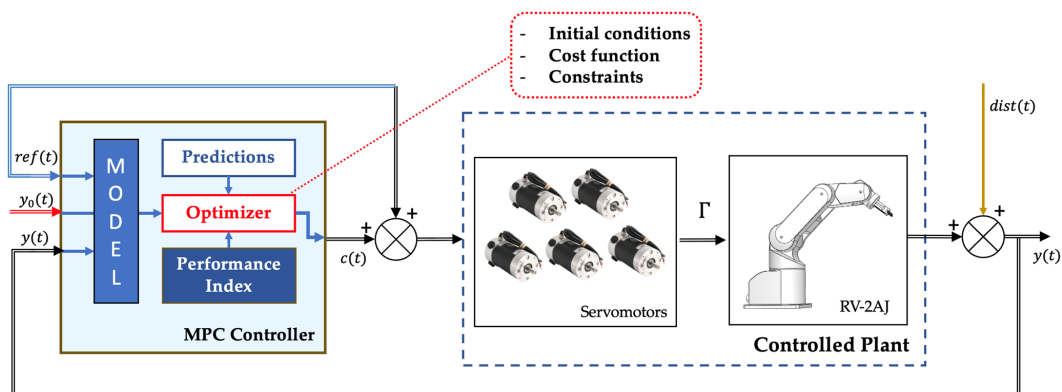 - Initial conditions
- Cost function
- Constraints
dist(t)
ref(t)
y₀(t)
y(t)
M
O
D
E
L
Predictions
Optimizer
Performance
Index
MPC Controller
+
+
c(t)
Servomotors
Γ
RV-2AJ
Controlled Plant
+
+
y(t)